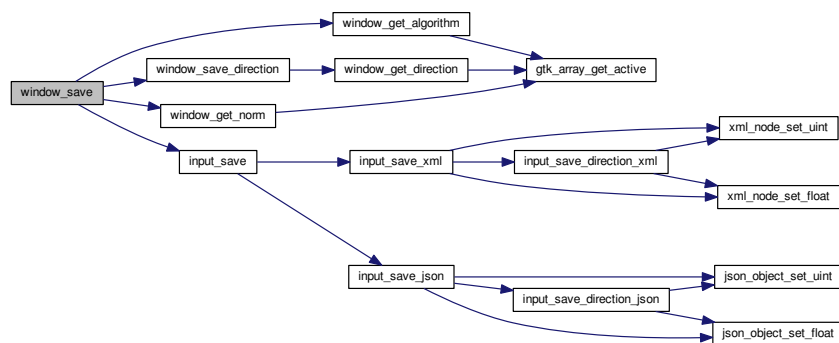 window_get_algorithm
window_save_direction
window_get_direction
gtk_array_get_active
window_save
window_get_norm
xml_node_set_uint
input_save
input_save_xml
input_save_direction_xml
xml_node_set_float
input_save_json
json_object_set_uint
input_save_direction_json
json_object_set_float